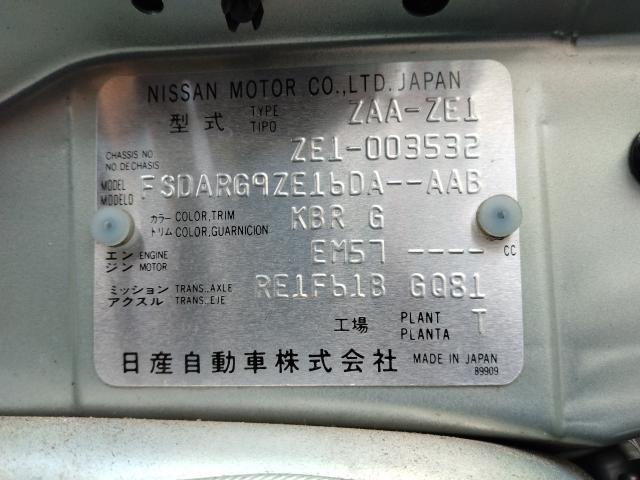 NISSAN MOTOR CO.,LTD. JAPAN
型式 TYPE TIPO ZAA-ZE1
CHASSIS NO. NO. DE CHASIS ZE1-003532
MODEL MODELO FSDARG9ZE16DA--AAB
カラー COLOR,TRIM トリム COLOR,GUARNICION KBR G
エンジン ENGINE MOTOR EM57 ---- CC
ミッション TRANS.,AXLE アクスル TRANS.,EJE RE1F61B GQ81
工場 PLANT PLANTA T
日産自動車株式会社 MADE IN JAPAN
89909